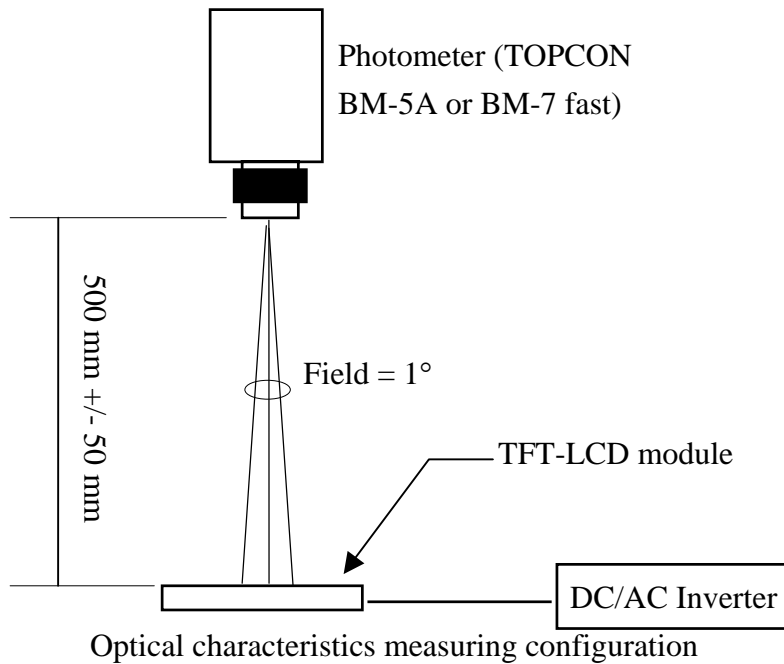 Photometer (TOPCON
BM-5A or BM-7 fast)
500 mm +/- 50 mm
Field = 1°
TFT-LCD module
DC/AC Inverter
Optical characteristics measuring configuration